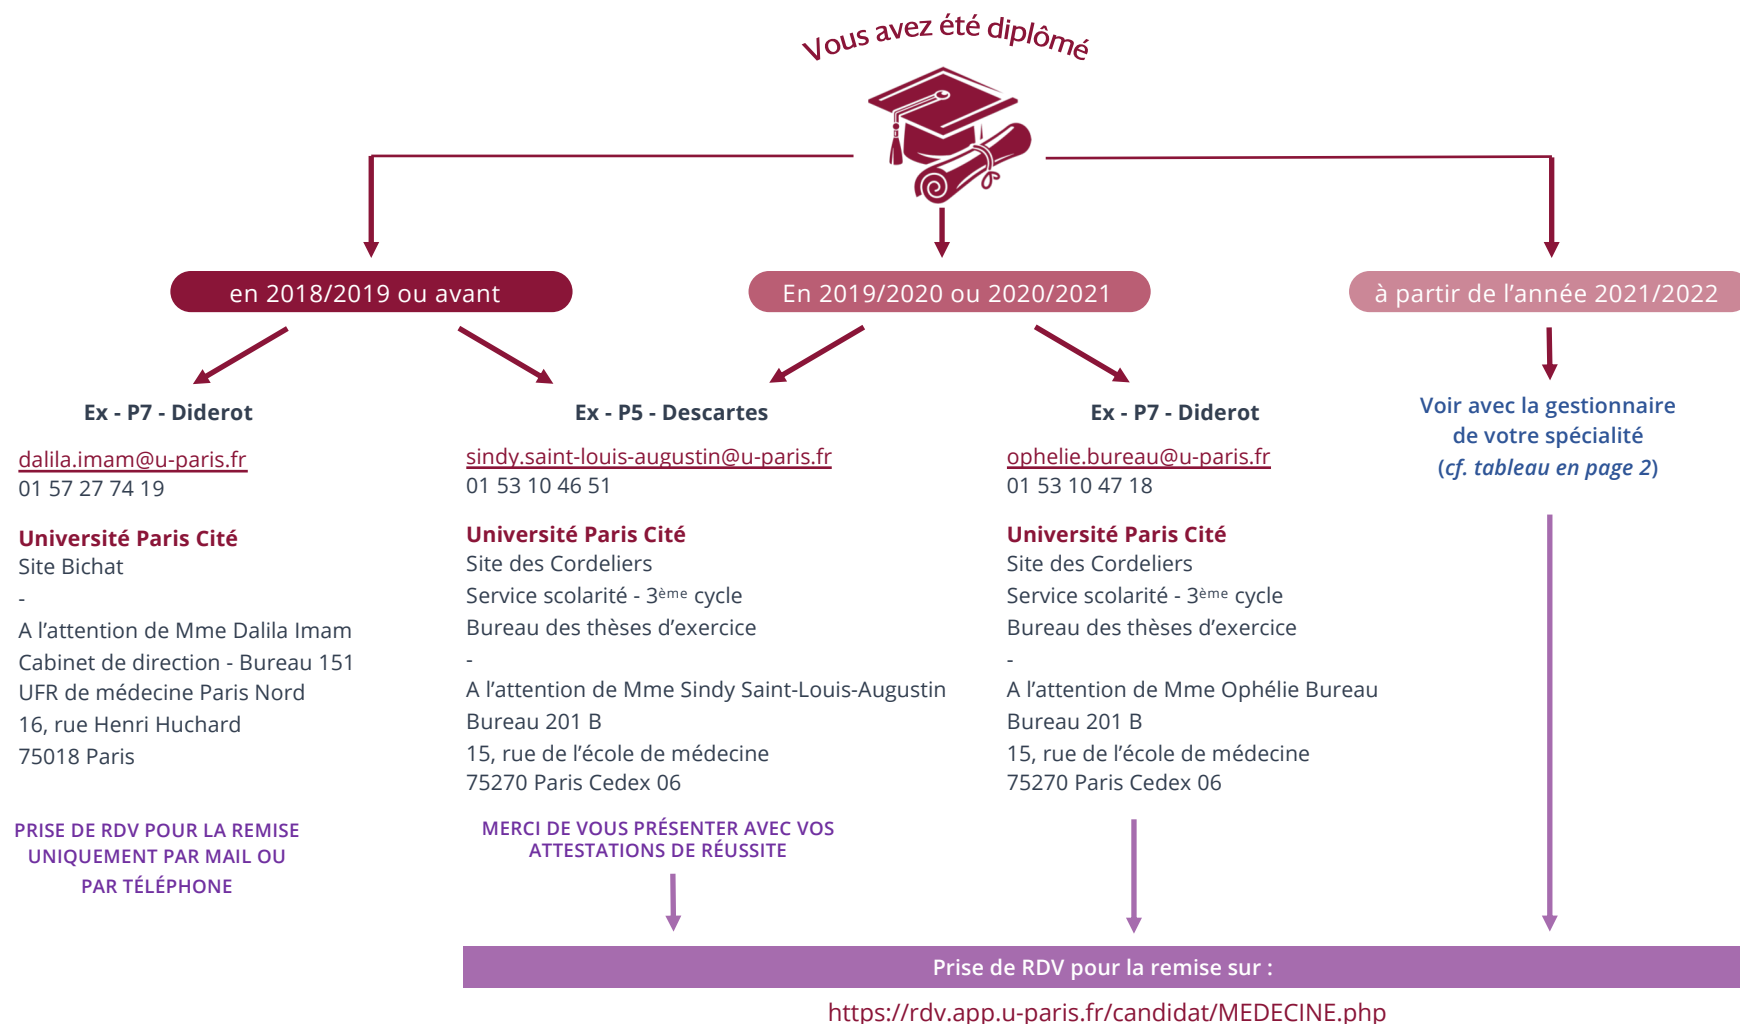 Vous avez été diplômé
en 2018/2019 ou avant
En 2019/2020 ou 2020/2021
à partir de l’année 2021/2022
Ex - P7 - Diderot
dalila.imam@u-paris.fr
01 57 27 74 19
Université Paris Cité
Site Bichat
-
A l’attention de Mme Dalila Imam
Cabinet de direction - Bureau 151
UFR de médecine Paris Nord
16, rue Henri Huchard
75018 Paris
PRISE DE RDV POUR LA REMISE
UNIQUEMENT PAR MAIL OU
PAR TÉLÉPHONE
Ex - P5 - Descartes
sindy.saint-louis-augustin@u-paris.fr
01 53 10 46 51
Université Paris Cité
Site des Cordeliers
Service scolarité - 3ème cycle
Bureau des thèses d’exercice
-
A l’attention de Mme Sindy Saint-Louis-Augustin
Bureau 201 B
15, rue de l’école de médecine
75270 Paris Cedex 06
MERCI DE VOUS PRÉSENTER AVEC VOS
ATTESTATIONS DE RÉUSSITE
Ex - P7 - Diderot
ophelie.bureau@u-paris.fr
01 53 10 47 18
Université Paris Cité
Site des Cordeliers
Service scolarité - 3ème cycle
Bureau des thèses d’exercice
-
A l’attention de Mme Ophélie Bureau
Bureau 201 B
15, rue de l’école de médecine
75270 Paris Cedex 06
Voir avec la gestionnaire
de votre spécialité
(cf. tableau en page 2)
Prise de RDV pour la remise sur :
https://rdv.app.u-paris.fr/candidat/MEDECINE.php